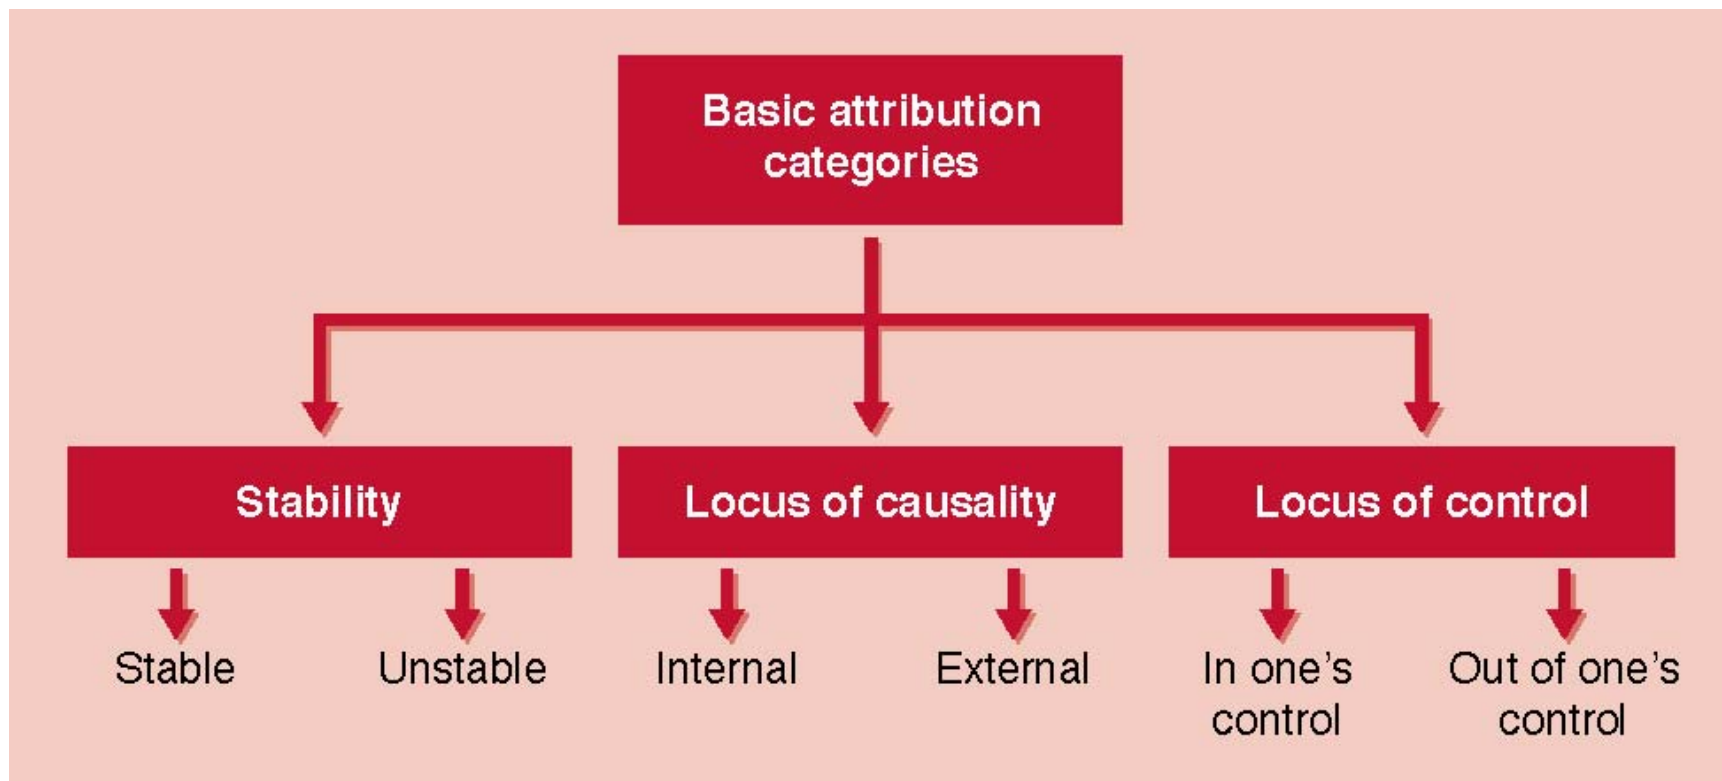 Basic attribution
categories
Stability
Locus of causality
Locus of control
Stable
Unstable
Internal
External
In one’s
control
Out of one’s
control